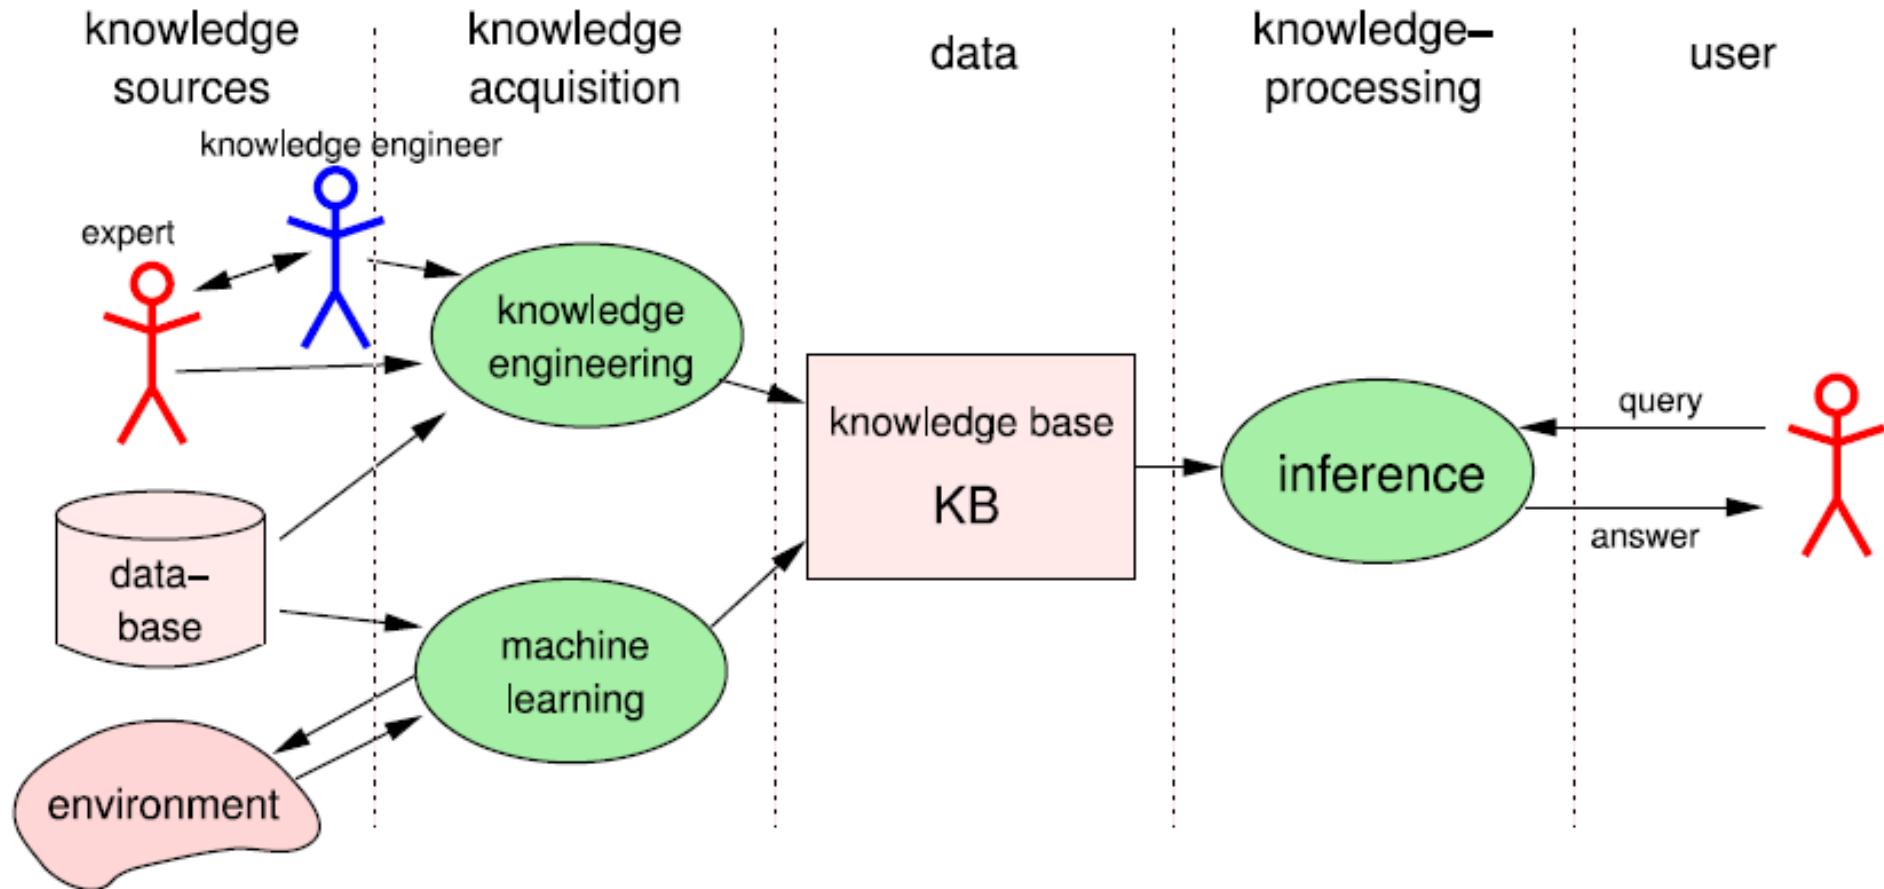 knowledge
sources
knowledge
acquisition
data
knowledge–
processing
user
knowledge engineer
expert
knowledge
engineering
data–
base
machine
learning
environment
knowledge base
KB
inference
query
answer